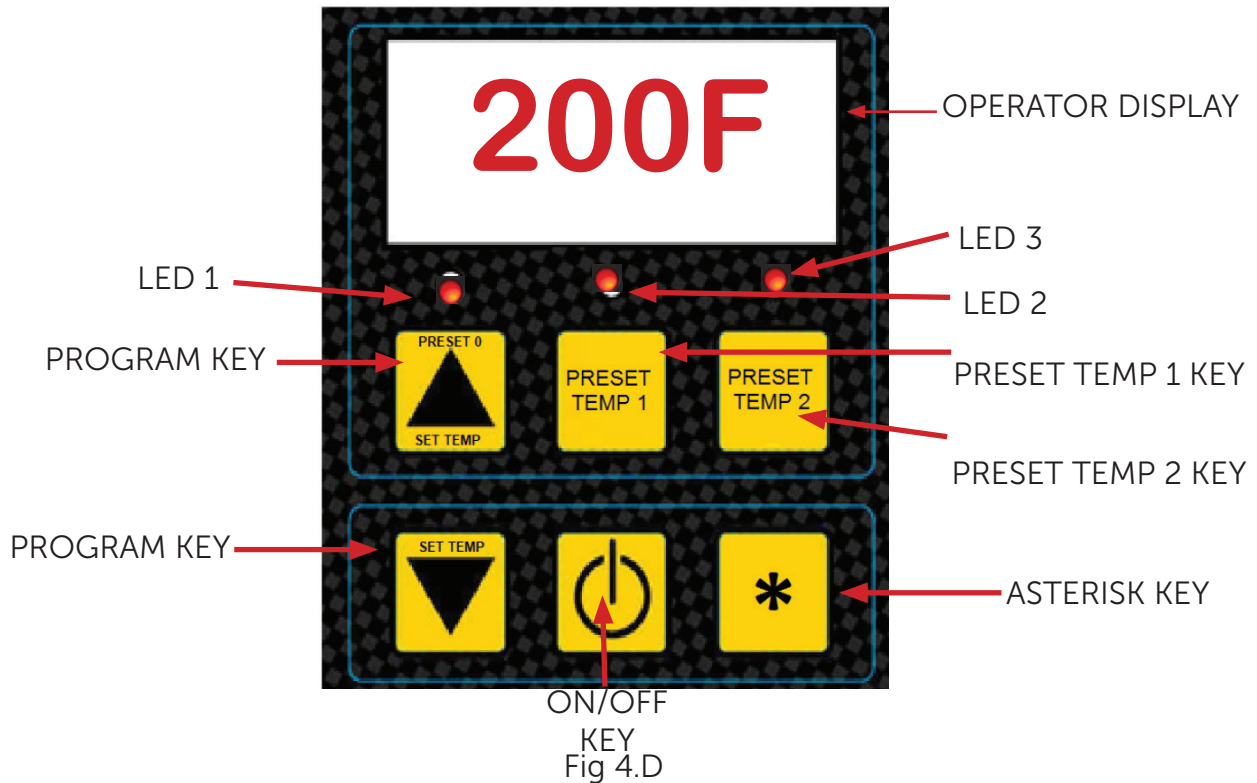 200F
OPERATOR DISPLAY
LED 3
LED 1
LED 2
PROGRAM KEY
PRESET 0
SET TEMP
PRESET
TEMP 1
PRESET
TEMP 2
PRESET TEMP 1 KEY
PRESET TEMP 2 KEY
PROGRAM KEY
SET TEMP
*
ASTERISK KEY
ON/OFF
KEY
Fig 4.D